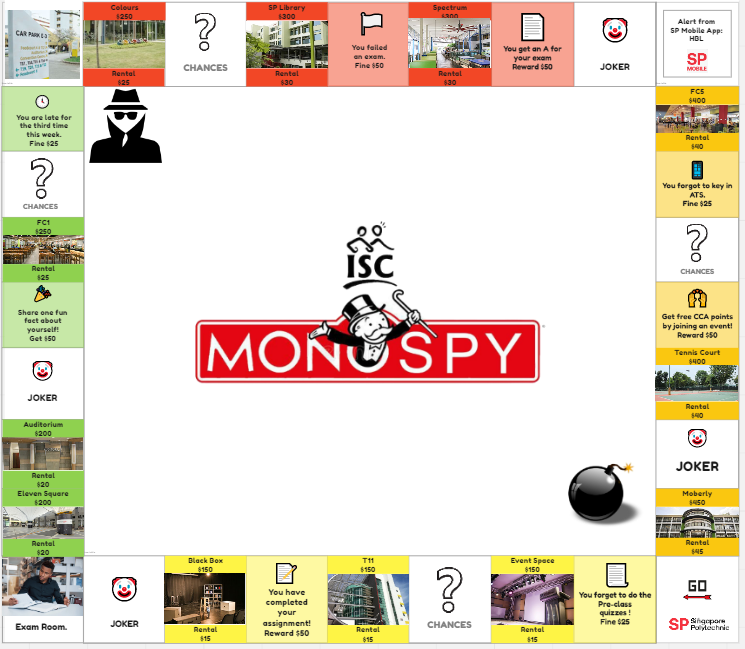 CAR PARK
Colours
$250
Rental
$25
CHANCES
SP Library
$300
Rental
$30
You failed
an exam.
Fine $50
Spectrum
$300
Rental
$30
You get an A for
your exam
Reward $50
JOKER
Alert from
SP Mobile App:
HBL
SP
MOBILE
You are late for
the third time
this week.
Fine $25
CHANCES
FC1
$250
Rental
$25
Share one fun
fact about
yourself!
Get $50
JOKER
Auditorium
$200
Rental
$20
Eleven Square
$200
Rental
$20
ISC
MONOSPY
FC5
$400
Rental
$40
You forgot to key in
ATS.
Fine $25
CHANCES
Get free CCA points
by joining an event!
Reward $50
Tennis Court
$400
Rental
$40
JOKER
Moberly
$450
Rental
$45
Exam Room.
JOKER
Black Box
$150
Rental
$15
You have
completed
your
assignment!
Reward $50
T11
$150
Rental
$15
CHANCES
Event Space
$150
Rental
$15
You forget to do the
Pre-class
quizzes !
Fine $25
GO
SP Singapore
Polytechnic